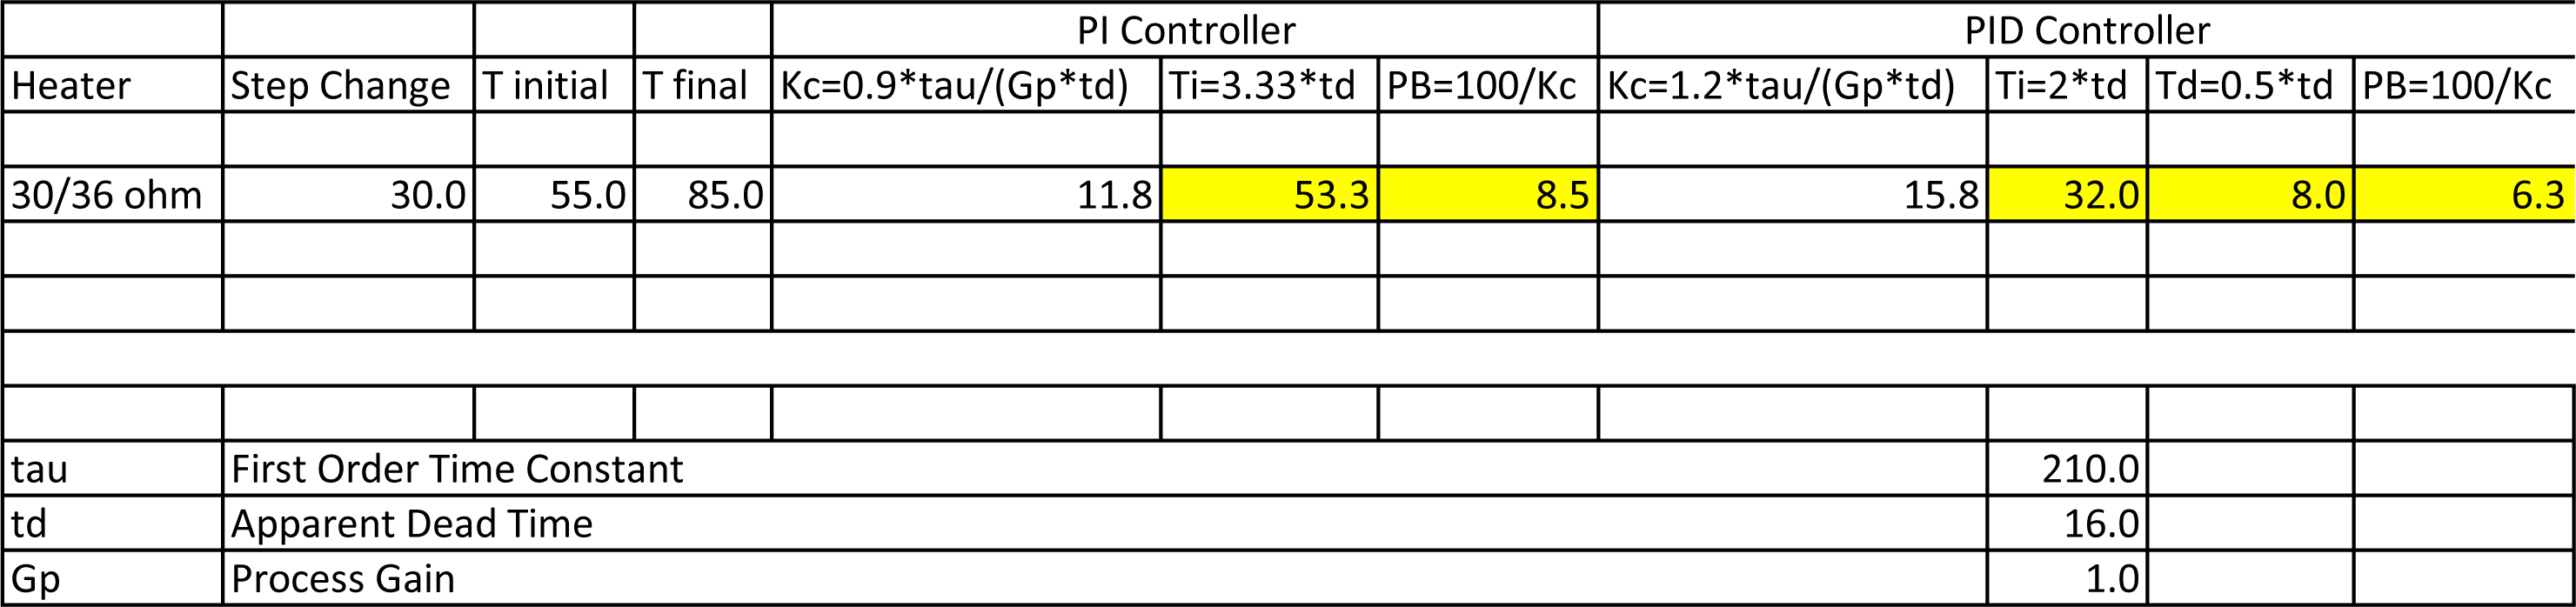 PI Controller PID Controller
Heater Step Change T initial T final Kc=0.9*tau/(Gp*td) Ti=3.33*td PB=100/Kc Kc=1.2*tau/(Gp*td) Ti=2*td Td=0.5*td PB=100/Kc
30/36 ohm 30.0 55.0 85.0 11.8 53.3 8.5 15.8 32.0 8.0 6.3
tau First Order Time Constant 210.0
td Apparent Dead Time 16.0
Gp Process Gain 1.0